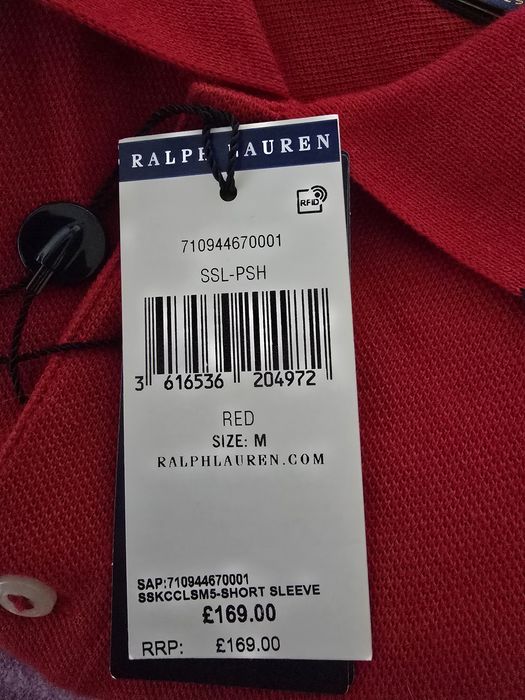 RALPH LAUREN
RFID
710944670001
SSL-PSH
3 616536 204972
RED
SIZE: M
RALPHLAUREN.COM
SAP:710944670001
SSKCCLSM5-SHORT SLEEVE
£169.00
RRP: £169.00